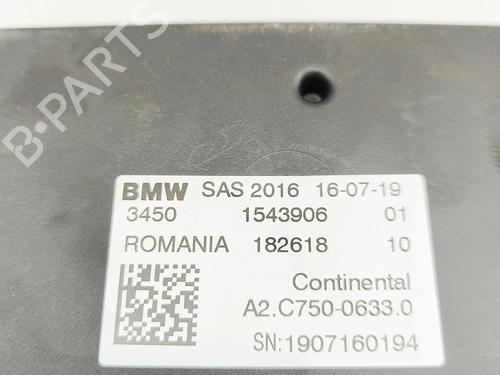 B-PARTS
BMW SAS 2016 16-07-19
3450 1543906 01
ROMANIA 182618 10
Continental
A2.C750-0633.0
SN:1907160194